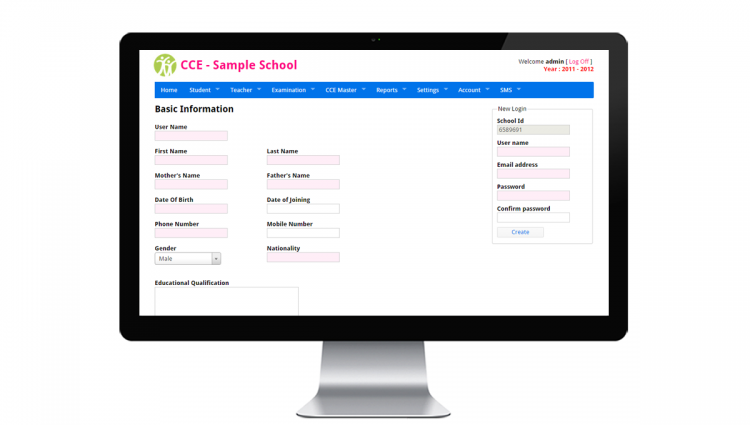 CCE - Sample School
Welcome admin [ Log Off ]
Year : 2011 - 2012
Home Student Teacher Examination CCE Master Reports Settings Account SMS
Basic Information
User Name
First Name Last Name
Mother's Name Father's Name
Date Of Birth Date of Joining
Phone Number Mobile Number
Gender Nationality
Male
Educational Qualification
New Login
School Id
6589691
User name
Email address
Password
Confirm password
Create